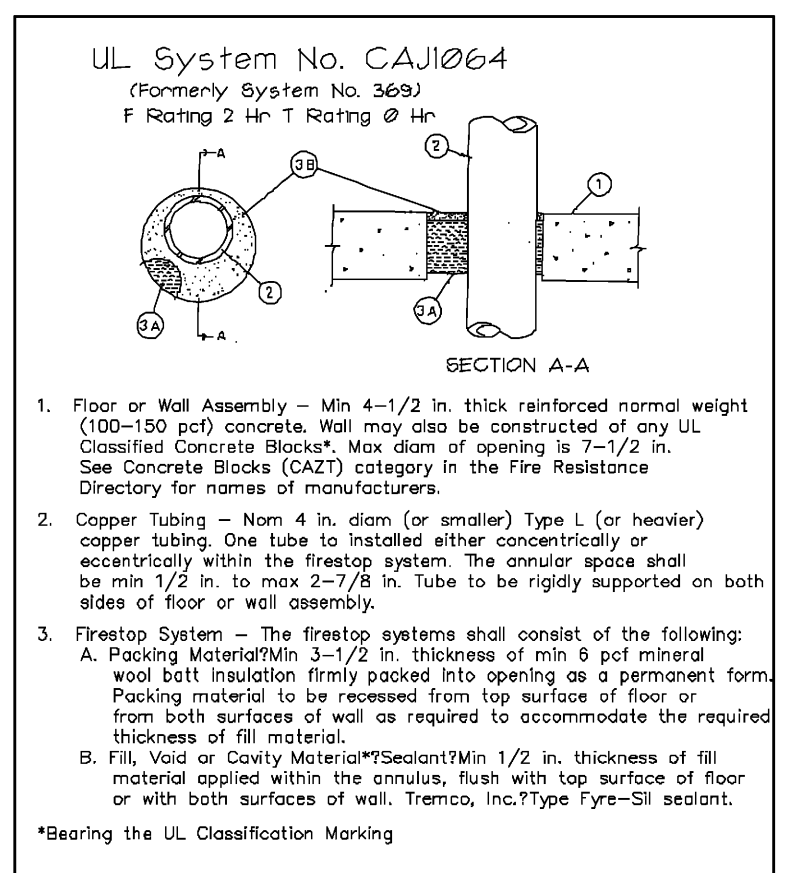 UL System No. CAJ1064
(Formerly System No. 369)
F Rating 2 Hr T Rating 0 Hr
A
3B
2
1
2
3A
A
3A
SECTION A-A
1. Floor or Wall Assembly – Min 4-1/2 in. thick reinforced normal weight
(100-150 pcf) concrete. Wall may also be constructed of any UL
Classified Concrete Blocks*. Max diam of opening is 7-1/2 in.
See Concrete Blocks (CAZT) category in the Fire Resistance
Directory for names of manufacturers.
2. Copper Tubing – Nom 4 in. diam (or smaller) Type L (or heavier)
copper tubing. One tube to installed either concentrically or
eccentrically within the firestop system. The annular space shall
be min 1/2 in. to max 2-7/8 in. Tube to be rigidly supported on both
sides of floor or wall assembly.
3. Firestop System – The firestop systems shall consist of the following:
A. Packing Material?Min 3-1/2 in. thickness of min 6 pcf mineral
wool batt insulation firmly packed into opening as a permanent form.
Packing material to be recessed from top surface of floor or
from both surfaces of wall as required to accommodate the required
thickness of fill material.
B. Fill, Void or Cavity Material*?Sealant?Min 1/2 in. thickness of fill
material applied within the annulus, flush with top surface of floor
or with both surfaces of wall. Tremco, Inc.?Type Fyre-Sil sealant.
*Bearing the UL Classification Marking